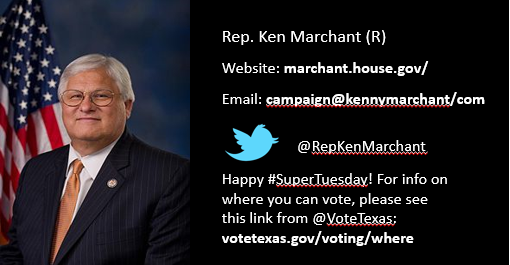 Rep. Ken Marchant (R)
Website: marchant.house.gov/
Email: campaign@kennymarchant/com
@RepKenMarchant
Happy #SuperTuesday! For info on
where you can vote, please see
this link from @VoteTexas:
votetexas.gov/voting/where